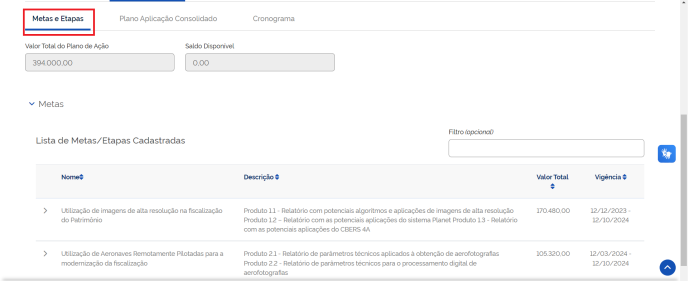 Metas e Etapas Plano Aplicação Consolidado Cronograma
Valor Total do Plano de Ação Saldo Disponível
394.000,00 0,00
Metas
Filtro (opcional)
Lista de Metas/Etapas Cadastradas
Nome Descrição Valor Total Vigência
Utilização de imagens de alta resolução na fiscalização Produto 1.1 - Relatório com potenciais algoritmos e aplicações de imagens de alta resolução 170.480,00 12/12/2023 -
do Patrimônio Produto 1.2 – Relatório com as potenciais aplicações do sistema Planet Produto 1.3 - Relatório 12/10/2024
com as potenciais aplicações do CBERS 4A
Utilização de Aeronaves Remotamente Pilotadas para a Produto 2.1 - Relatório de parâmetros técnicos aplicados à obtenção de aerofotografias 105.320,00 12/03/2024 -
modernização da fiscalização Produto 2.2 - Relatório de parâmetros técnicos para o processamento digital de 12/10/2024
aerofotografias